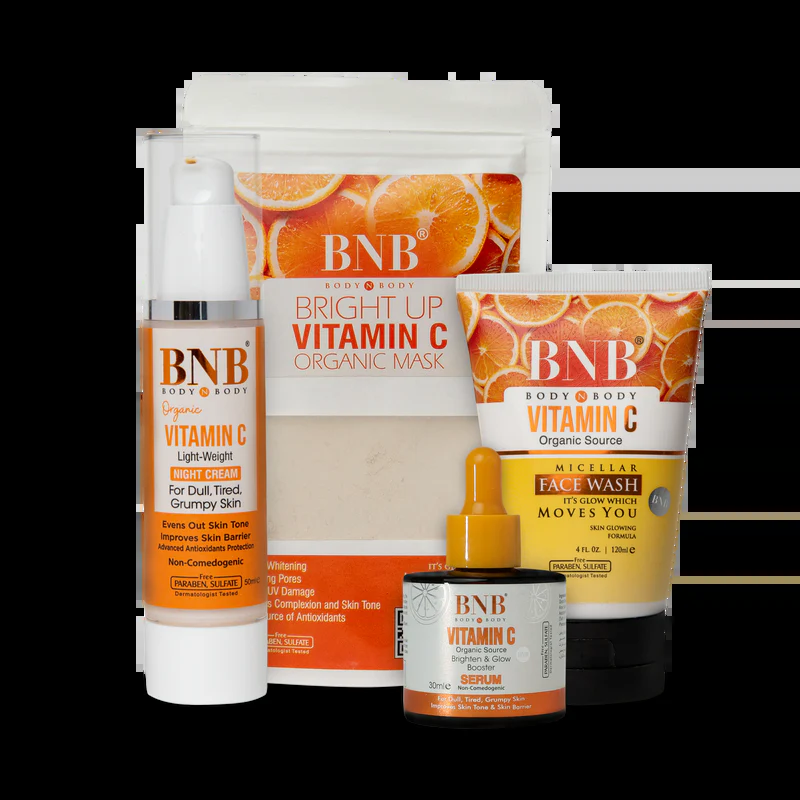 BNB
BODY N BODY
Organic
VITAMIN C
Light-Weight
NIGHT CREAM
For Dull, Tired,
Grumpy Skin
Evens Out Skin Tone
Improves Skin Barrier
Advanced Antioxidants Protection
Non-Comedogenic
Free
PARABEN, SULFATE
50ml e
Dermatologist Tested
BNB®
BODY N BODY
BRIGHT UP
VITAMIN C
ORGANIC MASK
Whitening
Pores
UV Damage
Complexion and Skin Tone
of Antioxidants
Free
SULFATE
Tested
IT'S
BNB®
BODY N BODY
VITAMIN C
Organic Source
MICELLAR
FACE WASH
IT'S GLOW WHICH
MOVES YOU
SKIN GLOWING
FORMULA
4 FL. OZ. | 120ml e
Free
PARABEN, SULFATE
Tested
BNB®
BODY N BODY
VITAMIN C
Organic Source
Brighten & Glow
Booster
SERUM
30ml e
Non-Comedogenic
For Dull, Tired, Grumpy Skin
Improves Skin Tone & Skin Barrier
Free
PARABEN, SULFATE
Dermatologist Tested